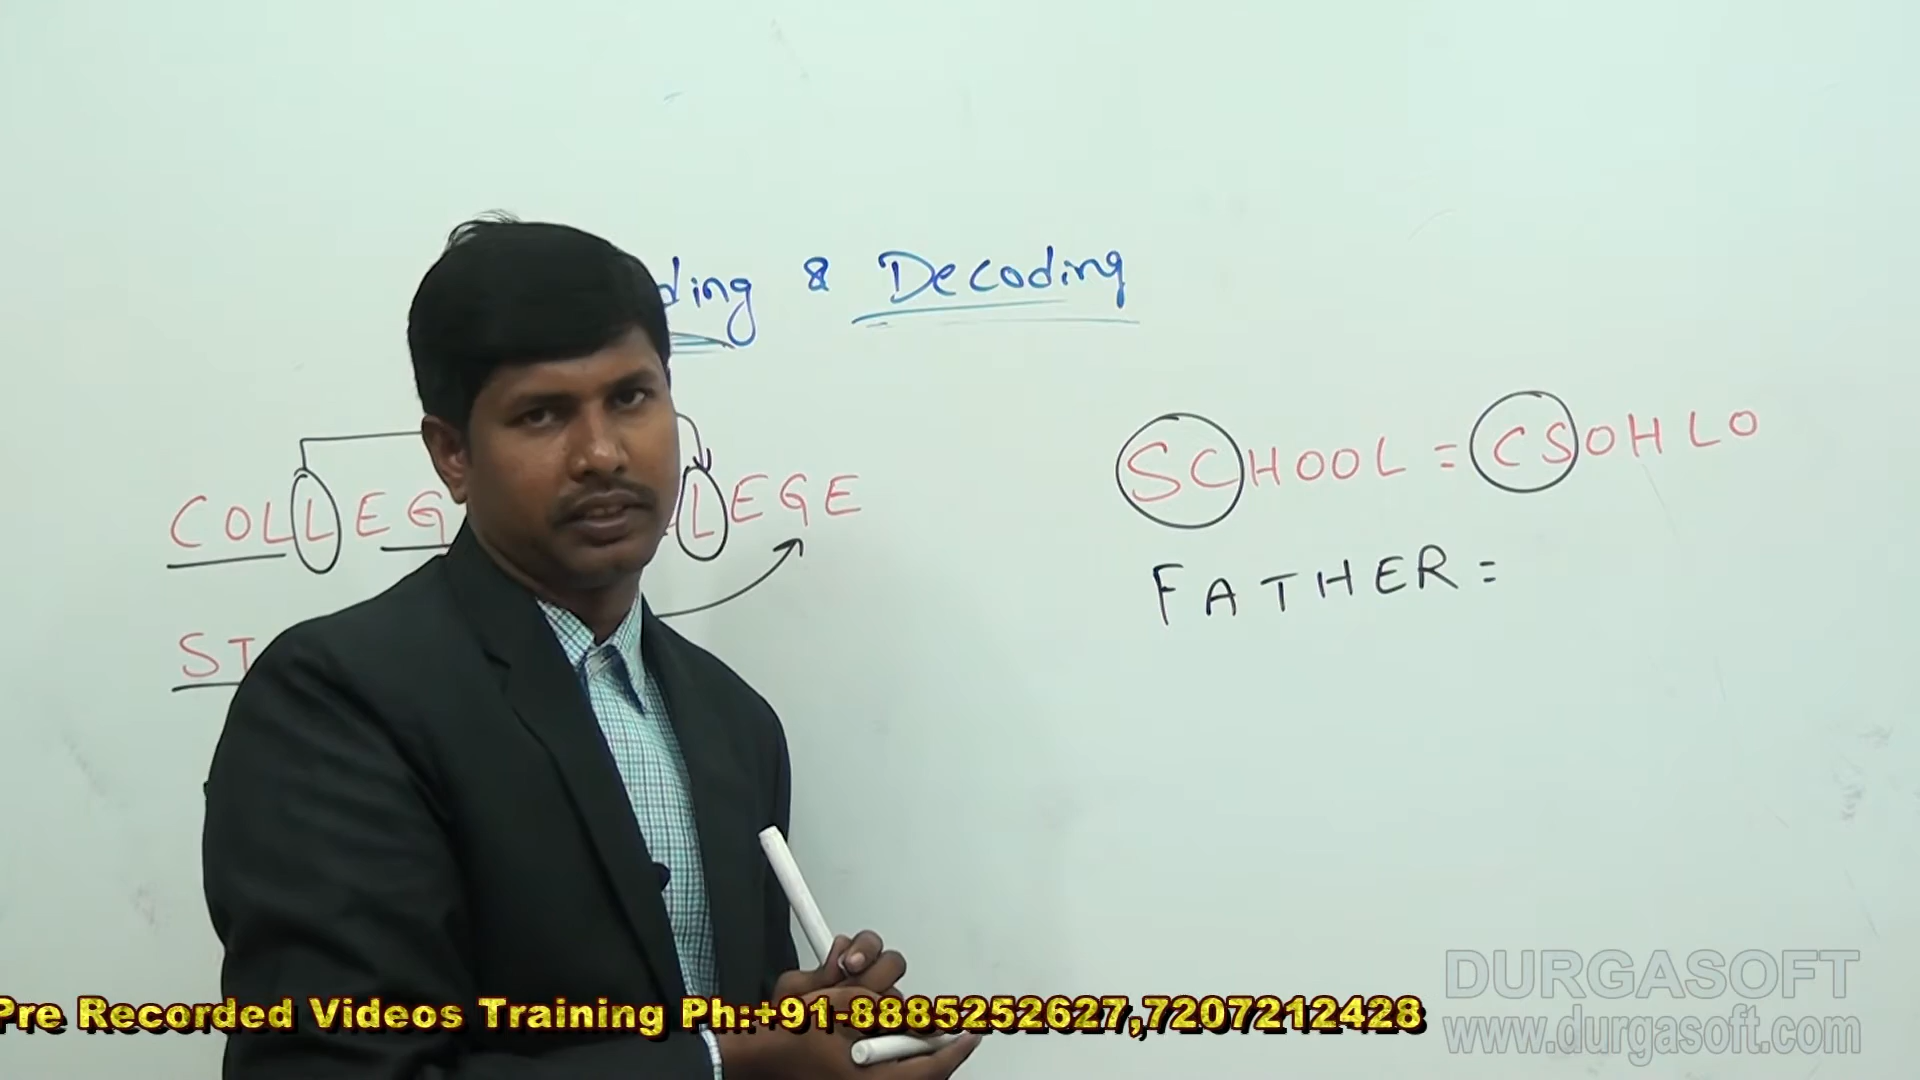 ding & Decoding
COLLEG LEGE
ST
SCHOOL = CSOHLO
FATHER =
Pre Recorded Videos Training Ph:+91-8885252627,7207212428
DURGASOFT
www.durgasoft.com